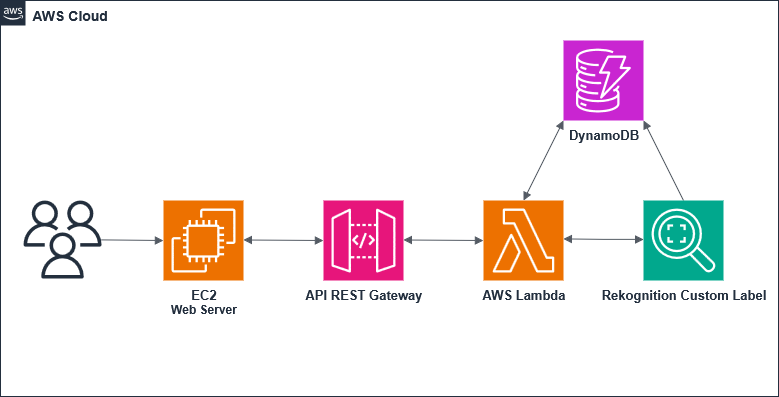 aws
AWS Cloud
DynamoDB
EC2
Web Server
API REST Gateway
AWS Lambda
Rekognition Custom Label